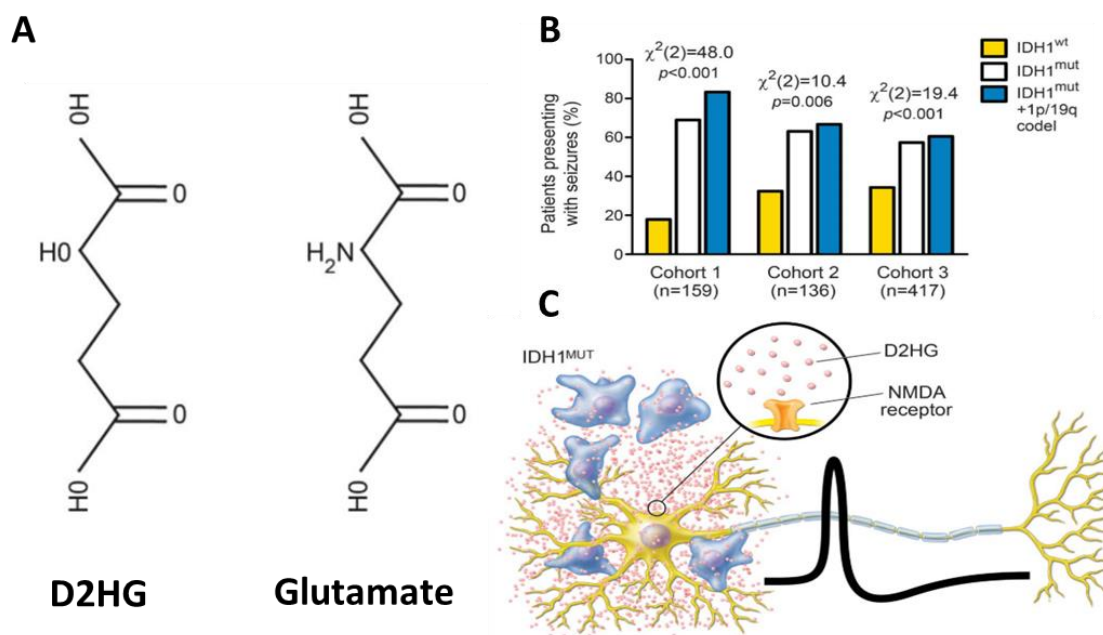 A
HO
O
HO
O
HO
D2HG
HO
O
H₂N
O
HO
Glutamate
B
Patients presenting
with seizures (%)
100
80
60
40
20
0
χ²(2)=48.0
p<0.001
χ²(2)=10.4
p=0.006
χ²(2)=19.4
p<0.001
Cohort 1
(n=159)
Cohort 2
(n=136)
Cohort 3
(n=417)
IDH1ʷᵗ
IDH1ᵐᵘᵗ
IDH1ᵐᵘᵗ
+1p/19q
codel
C
IDH1ᴹᵁᵀ
D2HG
NMDA
receptor